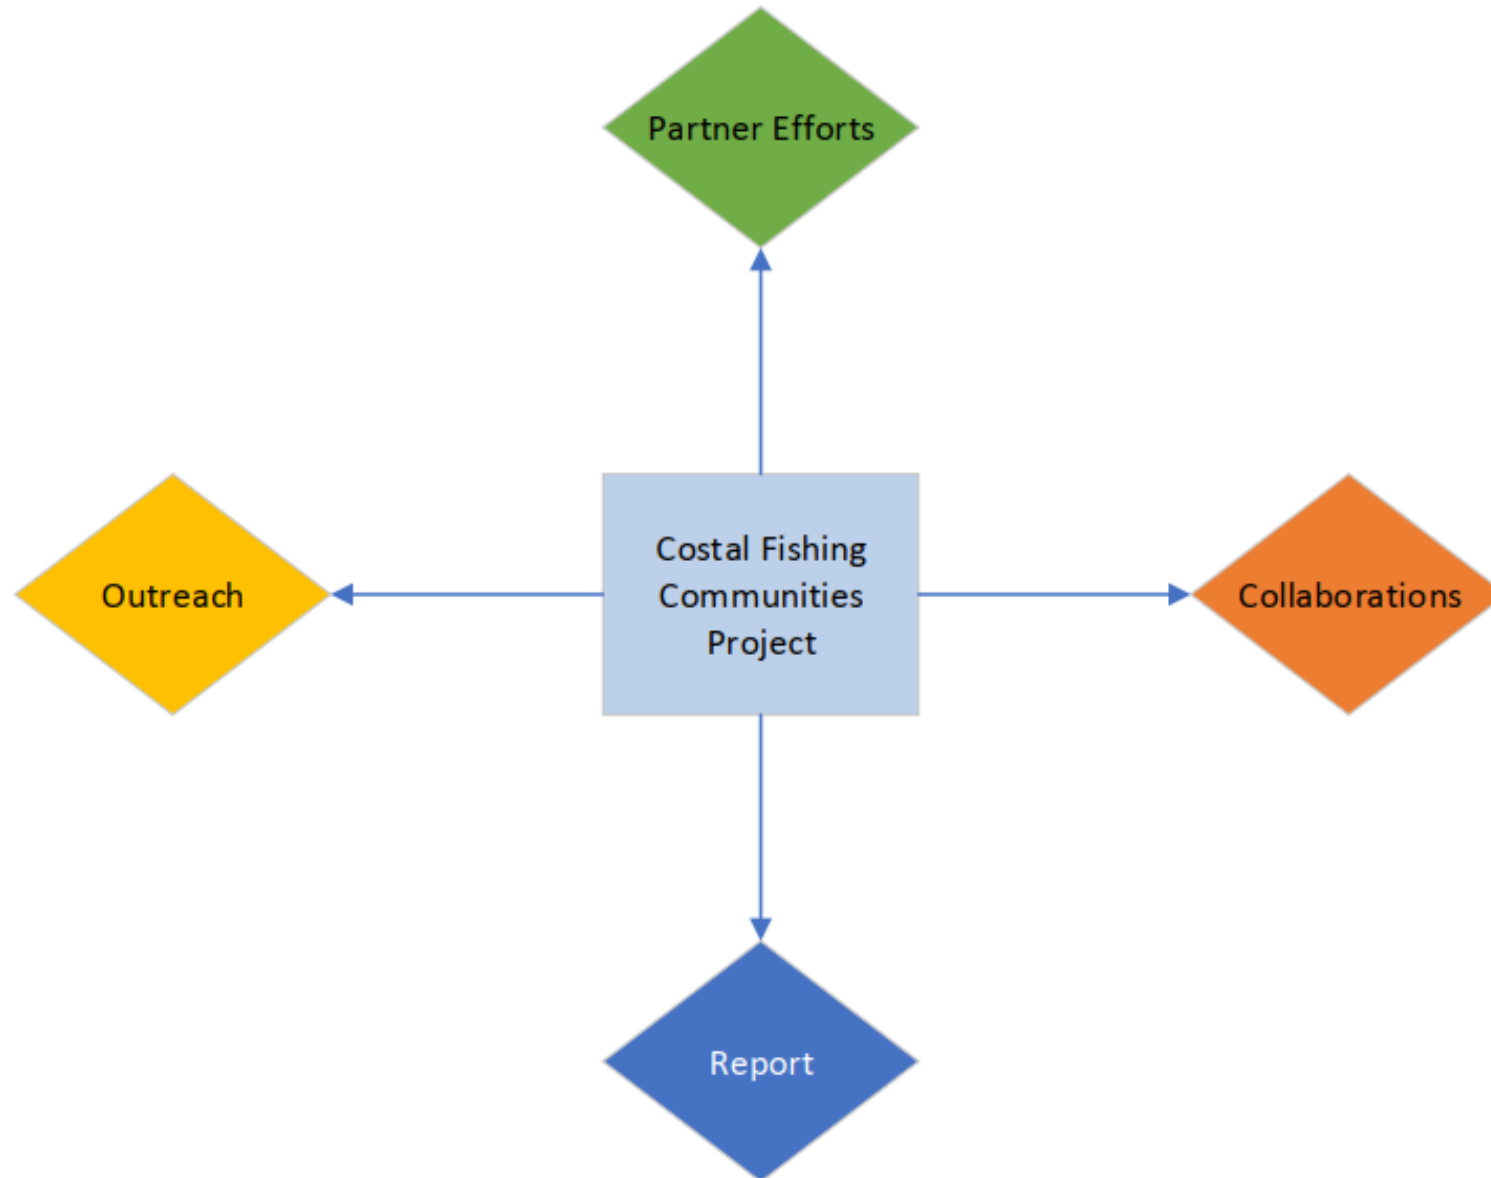 Partner Efforts
Outreach
Costal Fishing
Communities
Project
Collaborations
Report